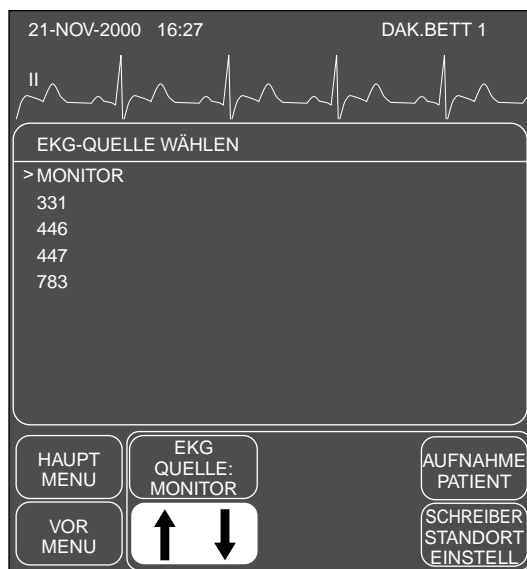 21-NOV-2000 16:27 DAK.BETT 1
II
EKG-QUELLE WÄHLEN
>MONITOR
331
446
447
783
HAUPT
MENU
EKG
QUELLE:
MONITOR
AUFNAHME
PATIENT
VOR
MENU
SCHREIBER
STANDORT
EINSTELL